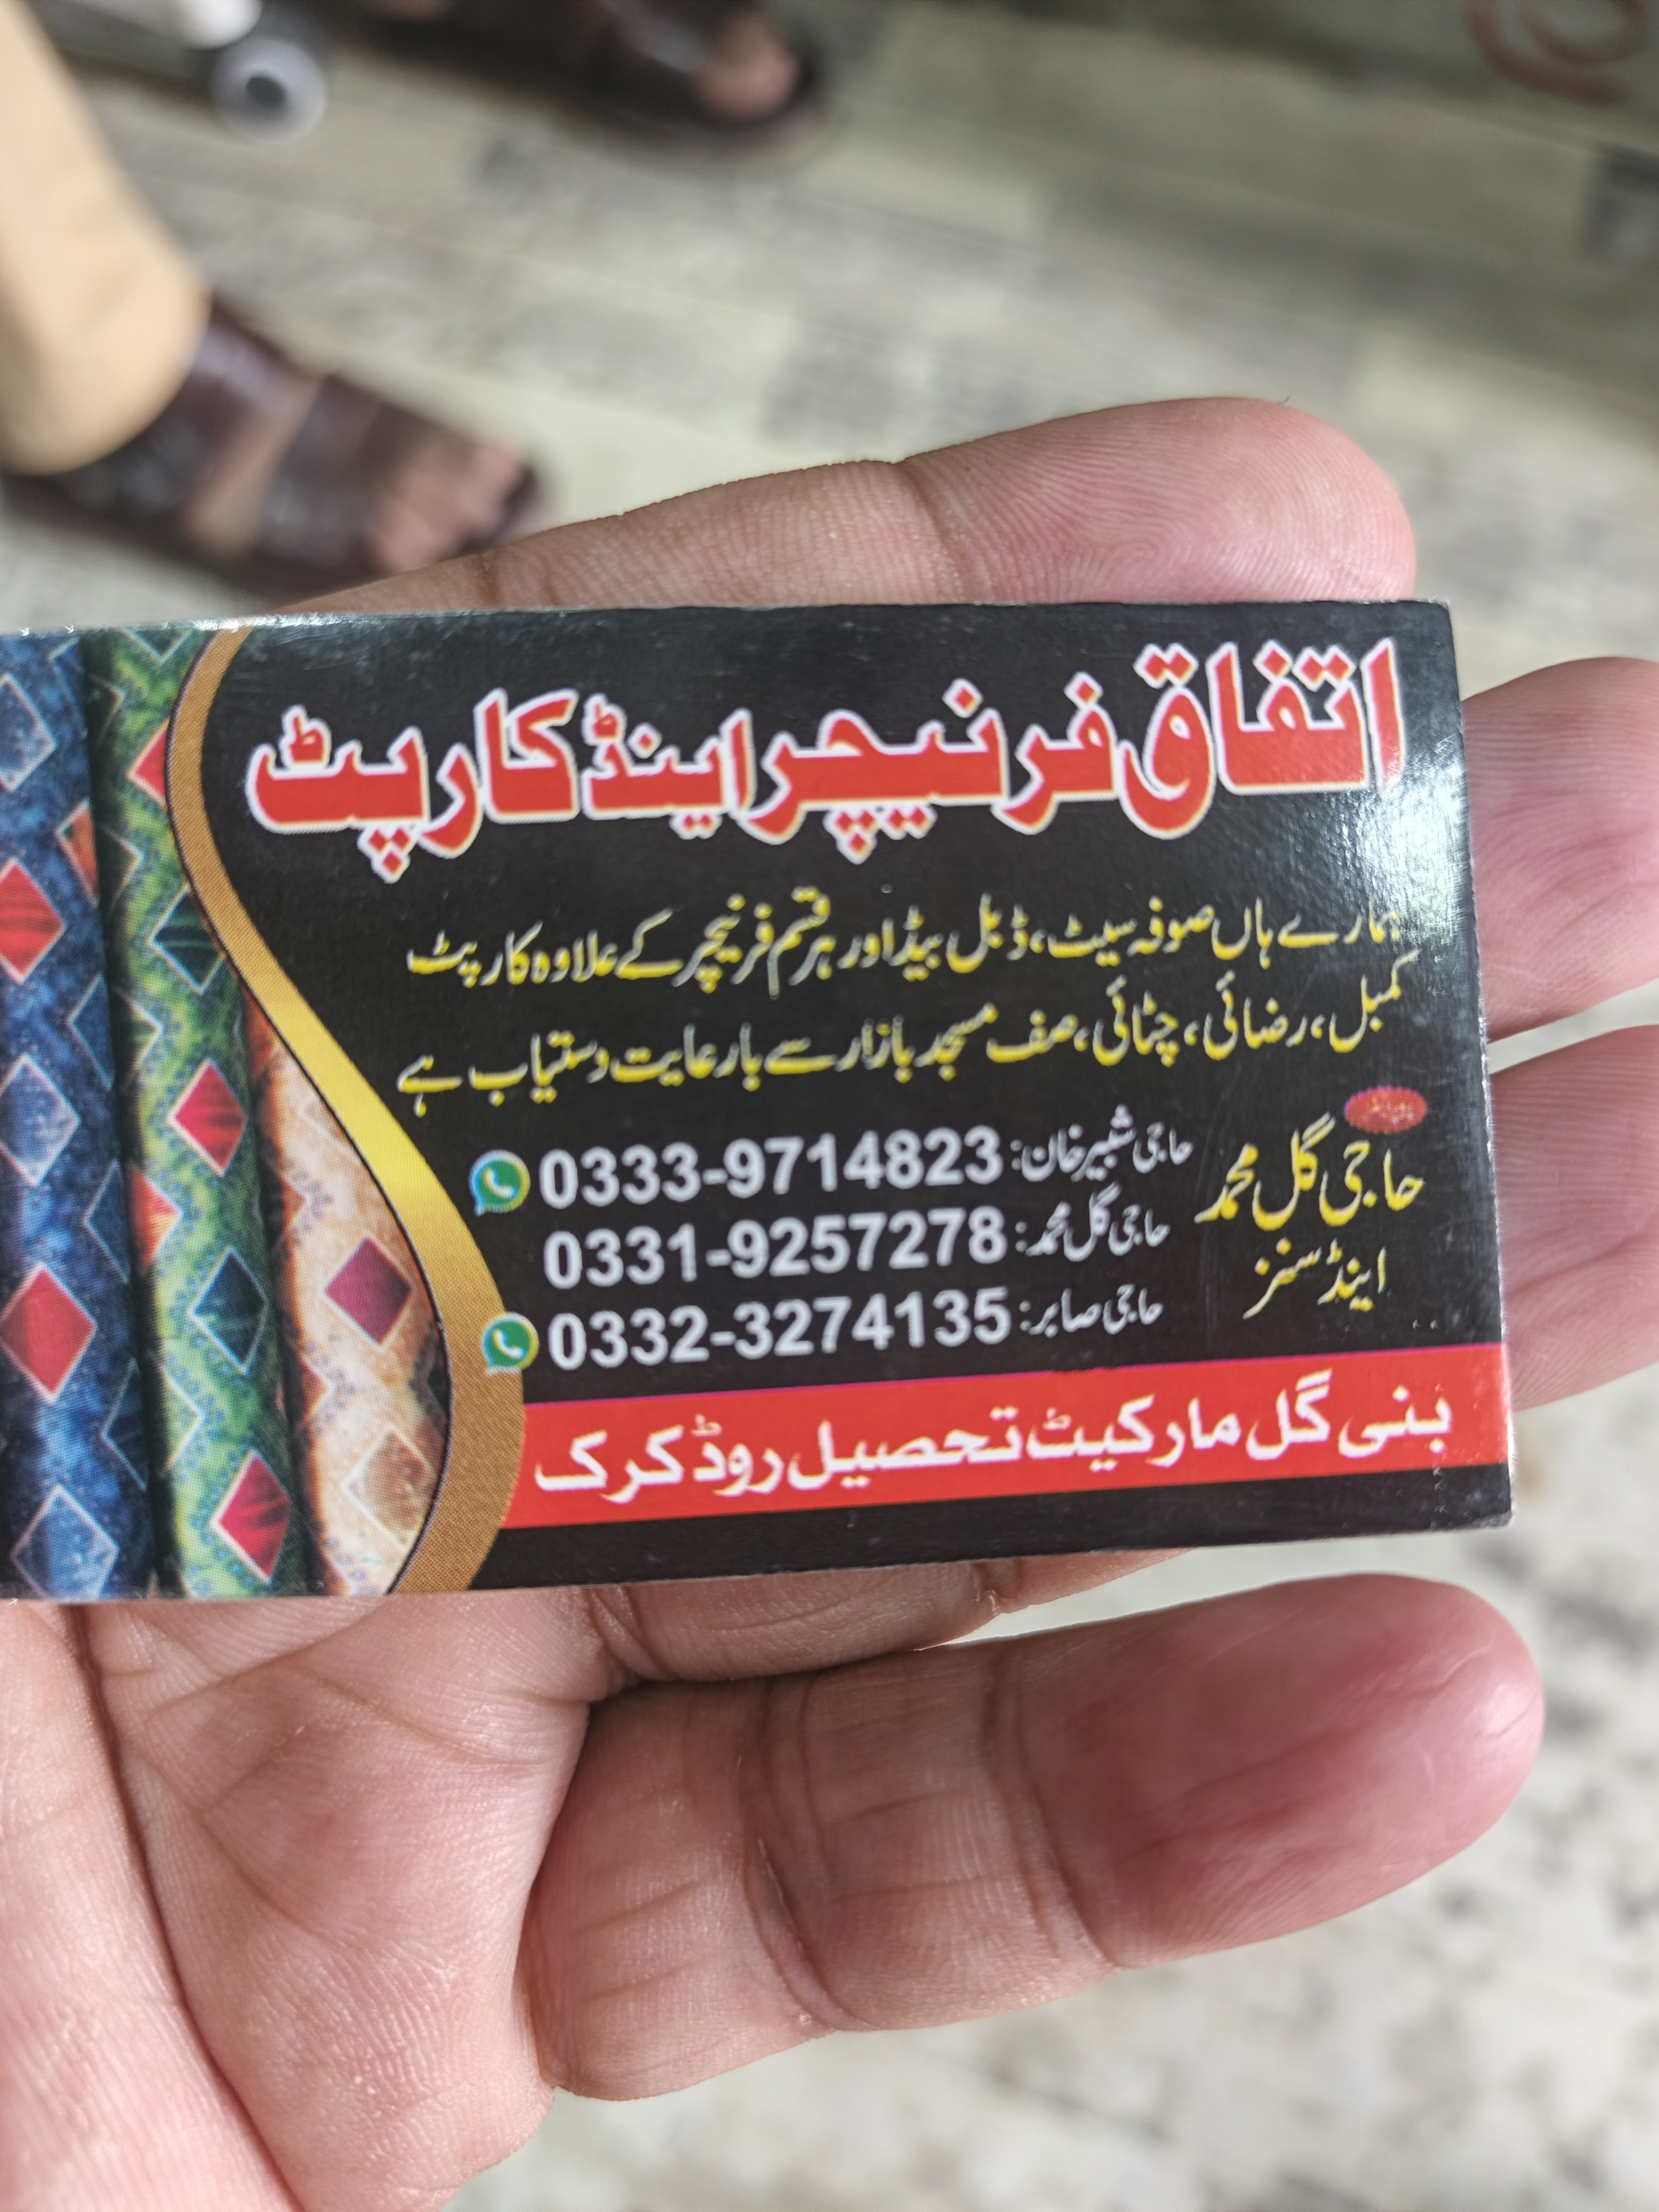 اتفاق فرنیچر اینڈ کارپٹ
ہمارے ہاں صوفہ سیٹ، ڈبل بیڈ اور ہر قسم فرنیچر کے علاوہ کارپٹ
کمبل، رضائی، چٹائی، صف مسجد بازار سے بارعایت دستیاب ہے
حاجی گل محمد
اینڈ سنز
حاجی شبیر خان: 0333-9714823
حاجی گل محمد: 0331-9257278
حاجی صابر: 0332-3274135
بنی گل مارکیٹ تحصیل روڈ کرک